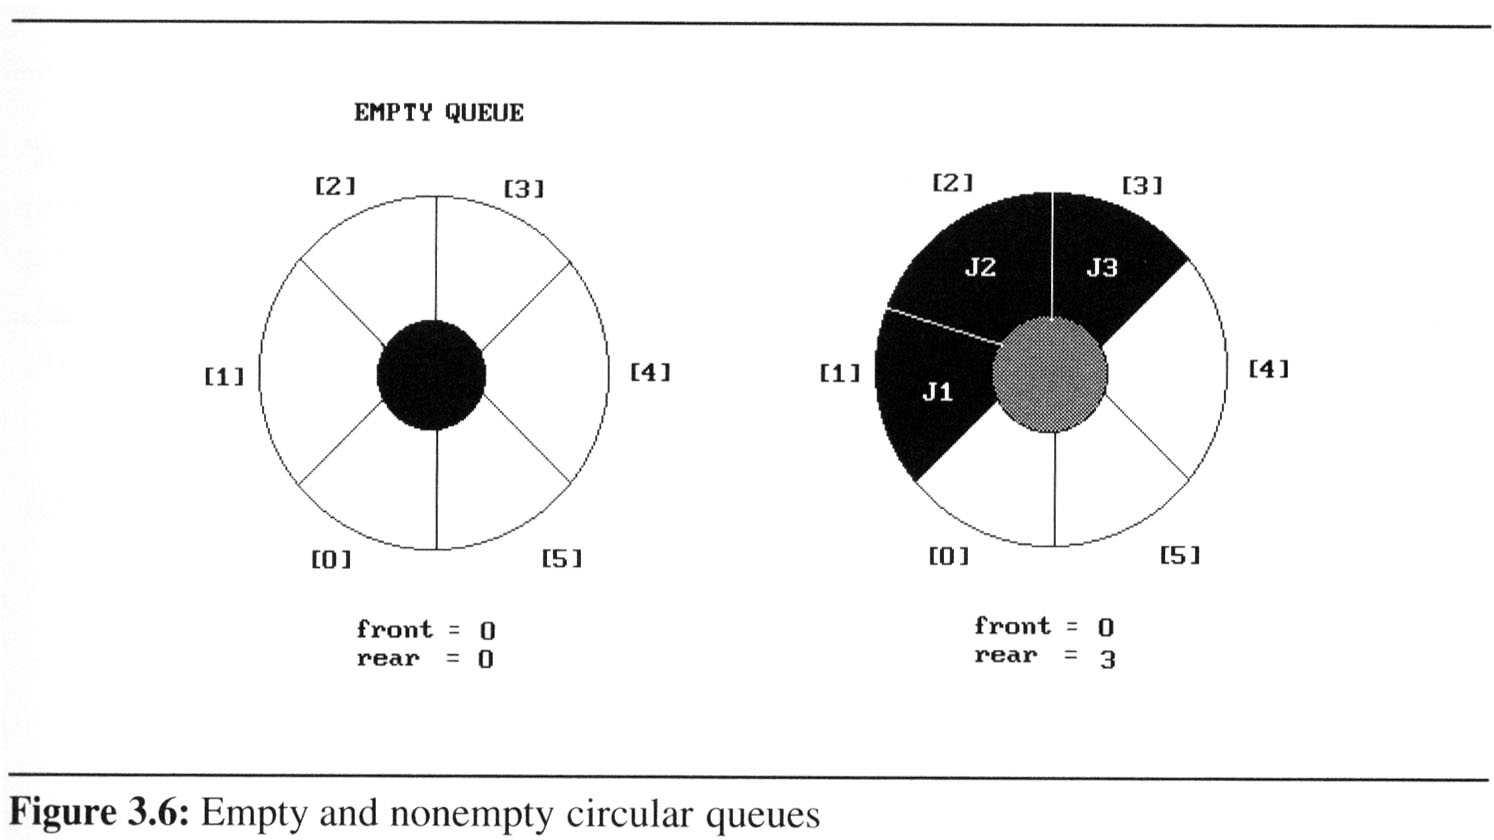 EMPTY QUEUE
[2] [3] [2] [3]
J2 J3
[1] [4] [1] J1 [4]
[0] [5] [0] [5]
front = 0 front = 0
rear = 0 rear = 3
Figure 3.6: Empty and nonempty circular queues